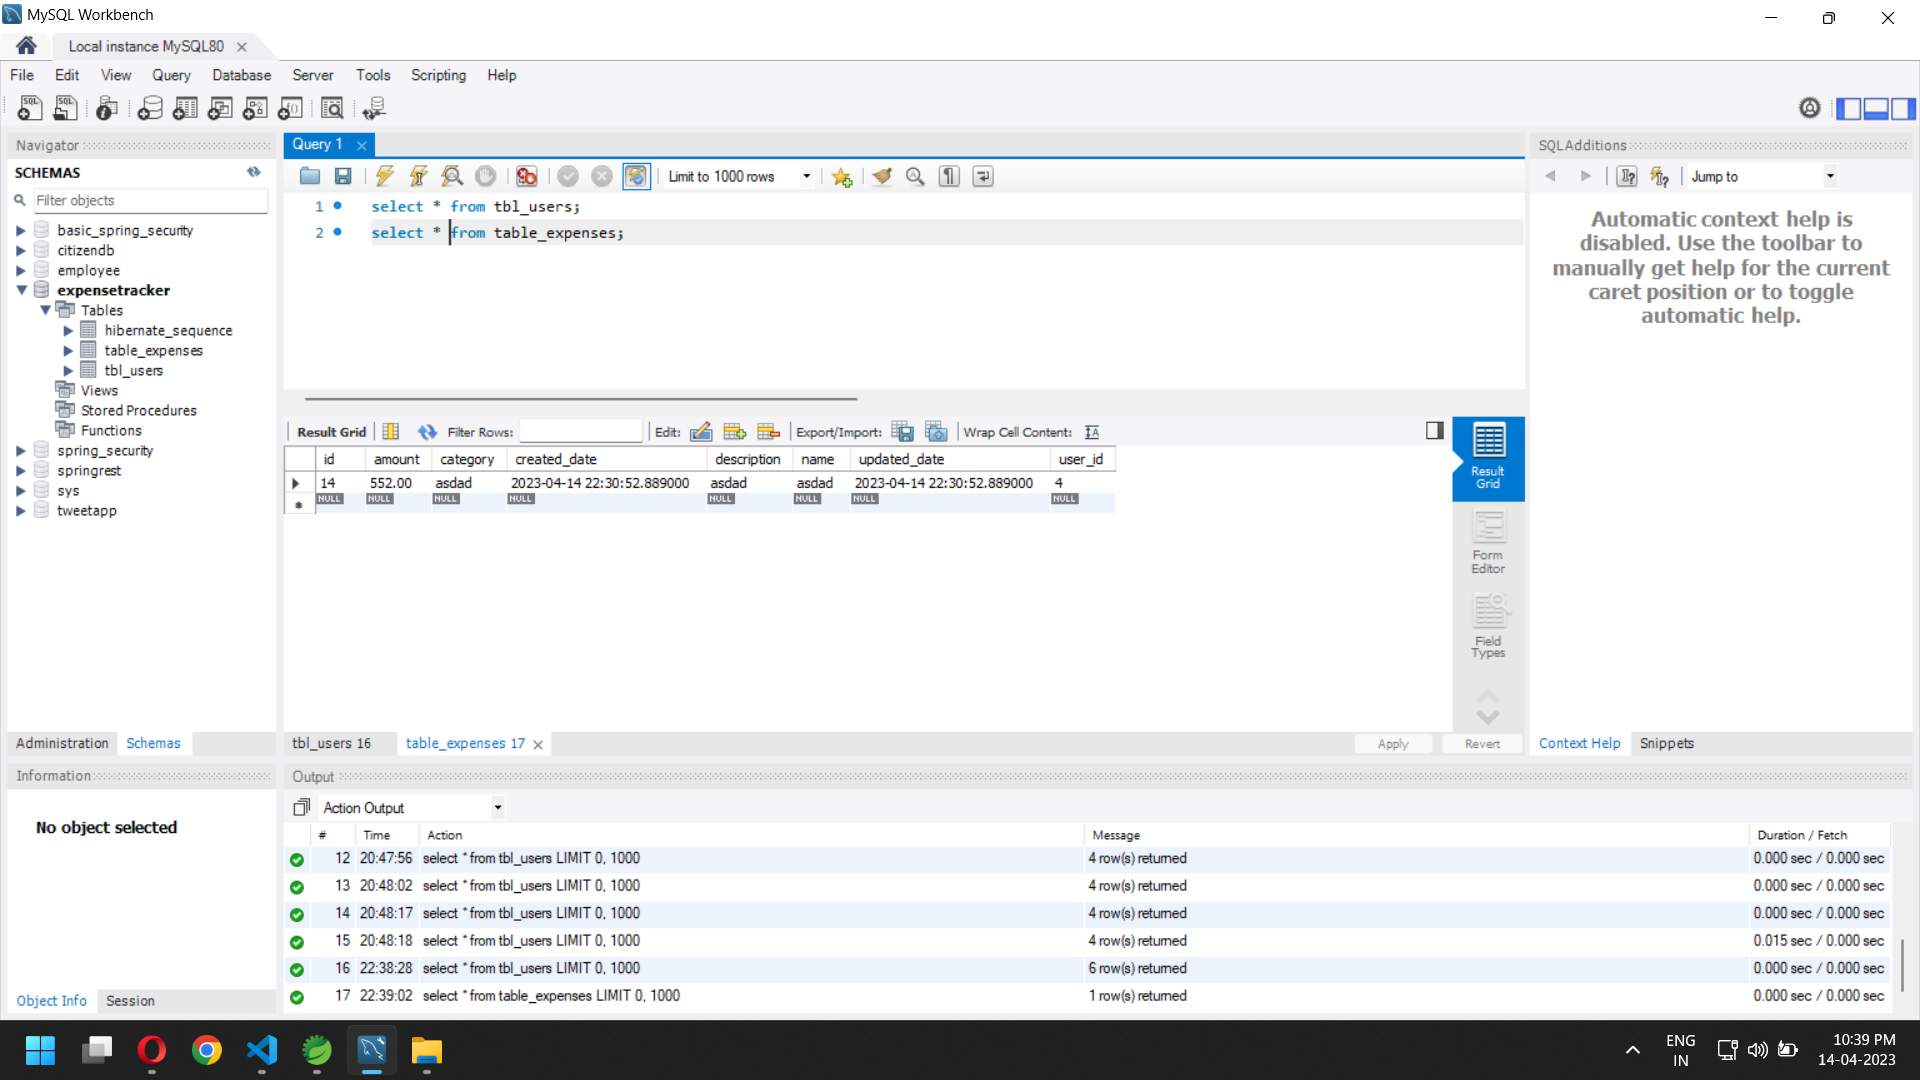 MySQL Workbench
Local instance MySQL80
File Edit View Query Database Server Tools Scripting Help
Navigator
SCHEMAS
Filter objects
basic_spring_security
citizendb
employee
expensetracker
Tables
hibernate_sequence
table_expenses
tbl_users
Views
Stored Procedures
Functions
spring_security
springrest
sys
tweetapp
Administration Schemas
Information
No object selected
Object Info Session
Query 1
Limit to 1000 rows
1 select * from tbl_users;
2 select * from table_expenses;
Result Grid Filter Rows: Edit: Export/Import: Wrap Cell Content:
id amount category created_date description name updated_date user_id
14 552.00 asdad 2023-04-14 22:30:52.889000 asdad asdad 2023-04-14 22:30:52.889000 4
NULL NULL NULL NULL NULL NULL NULL NULL
Result
Grid
Form
Editor
Field
Types
tbl_users 16 table_expenses 17 Apply Revert
SQLAdditions
Jump to
Automatic context help is
disabled. Use the toolbar to
manually get help for the current
caret position or to toggle
automatic help.
Context Help Snippets
Output
Action Output
# Time Action Message Duration / Fetch
12 20:47:56 select * from tbl_users LIMIT 0, 1000 4 row(s) returned 0.000 sec / 0.000 sec
13 20:48:02 select * from tbl_users LIMIT 0, 1000 4 row(s) returned 0.000 sec / 0.000 sec
14 20:48:17 select * from tbl_users LIMIT 0, 1000 4 row(s) returned 0.000 sec / 0.000 sec
15 20:48:18 select * from tbl_users LIMIT 0, 1000 4 row(s) returned 0.015 sec / 0.000 sec
16 22:38:28 select * from tbl_users LIMIT 0, 1000 6 row(s) returned 0.000 sec / 0.000 sec
17 22:39:02 select * from table_expenses LIMIT 0, 1000 1 row(s) returned 0.000 sec / 0.000 sec
ENG
IN
10:39 PM
14-04-2023